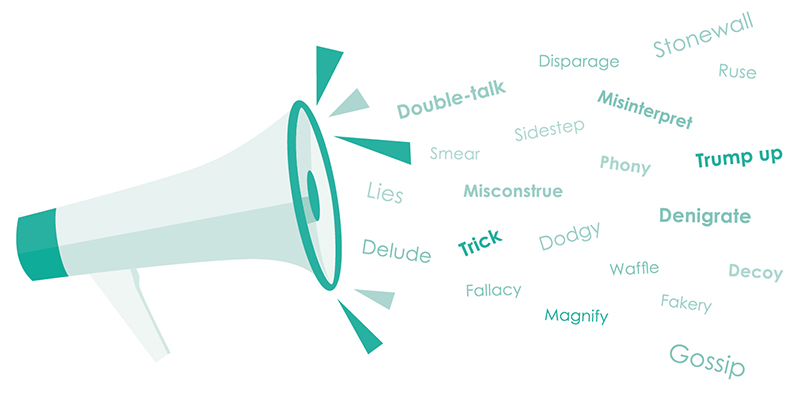 Stonewall
Disparage
Ruse
Double-talk
Misinterpret
Sidestep
Smear
Phony
Trump up
Lies
Misconstrue
Denigrate
Delude
Trick
Dodgy
Waffle
Decoy
Fallacy
Fakery
Magnify
Gossip